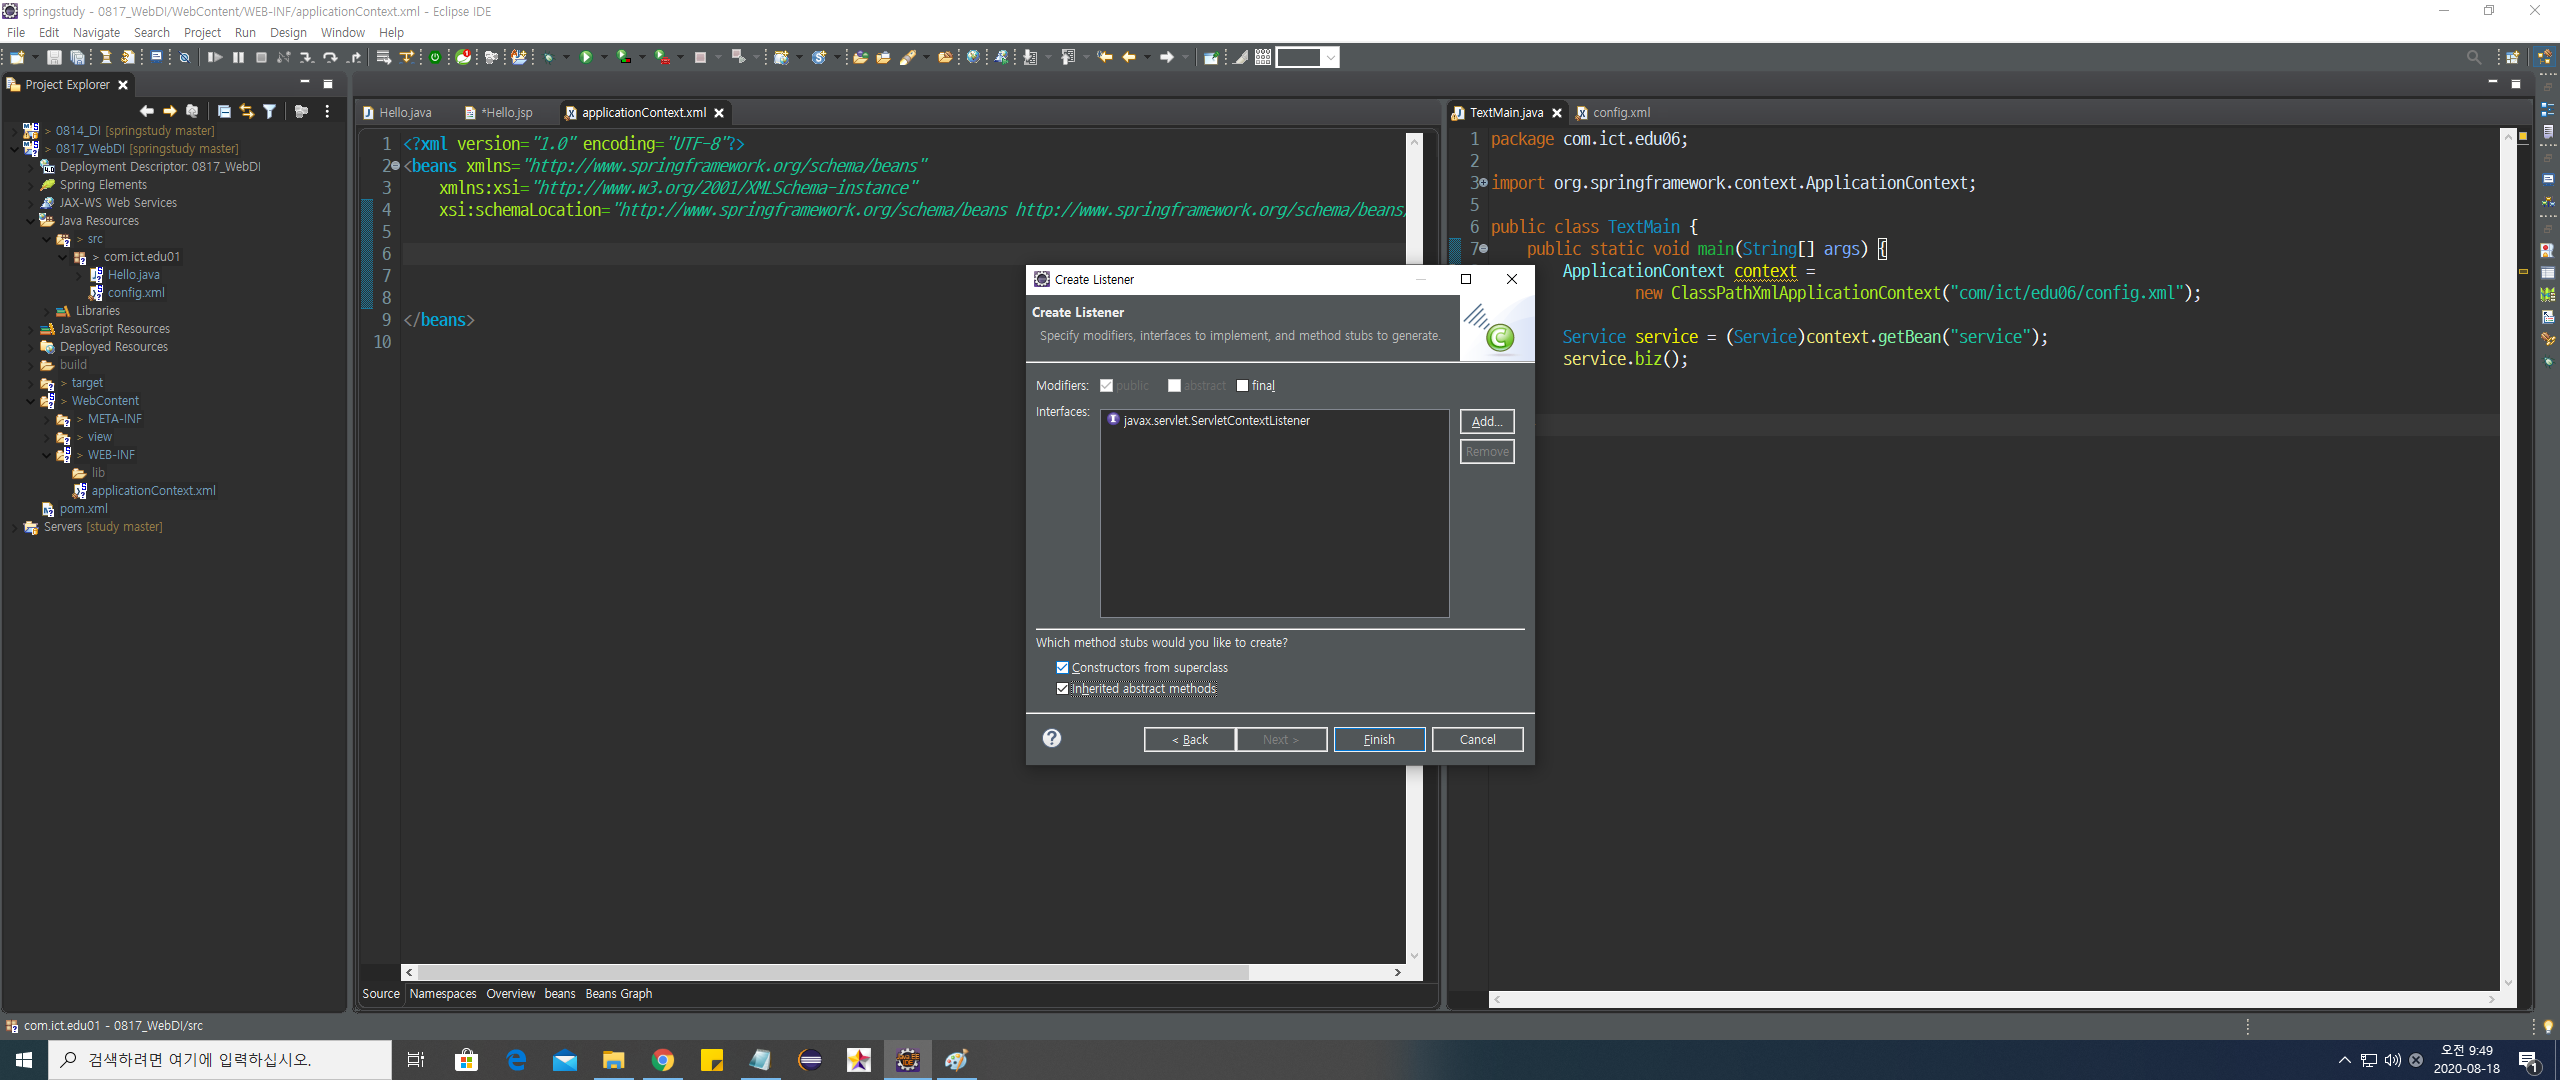 springstudy - 0817_WebDI/WebContent/WEB-INF/applicationContext.xml - Eclipse IDE
File Edit Navigate Search Project Run Design Window Help
Project Explorer
> 0814_DI [springstudy master]
> 0817_WebDI [springstudy master]
Deployment Descriptor: 0817_WebDI
Spring Elements
JAX-WS Web Services
Java Resources
> src
> com.ict.edu01
Hello.java
config.xml
Libraries
JavaScript Resources
Deployed Resources
build
> target
> WebContent
> META-INF
> view
> WEB-INF
lib
applicationContext.xml
pom.xml
Servers [study master]
Hello.java *Hello.jsp applicationContext.xml
1 <?xml version="1.0" encoding="UTF-8"?>
2 <beans xmlns="http://www.springframework.org/schema/beans"
3 xmlns:xsi="http://www.w3.org/2001/XMLSchema-instance"
4 xsi:schemaLocation="http://www.springframework.org/schema/beans http://www.springframework.org/schema/beans/
5
6
7
8
9 </beans>
10
Source Namespaces Overview beans Beans Graph
TextMain.java config.xml
1 package com.ict.edu06;
2
3 import org.springframework.context.ApplicationContext;
5
6 public class TextMain {
7 public static void main(String[] args) {
ApplicationContext context =
new ClassPathXmlApplicationContext("com/ict/edu06/config.xml");
Service service = (Service)context.getBean("service");
service.biz();
Create Listener
Create Listener
Specify modifiers, interfaces to implement, and method stubs to generate.
Modifiers: public abstract final
Interfaces: javax.servlet.ServletContextListener
Add...
Remove
Which method stubs would you like to create?
Constructors from superclass
Inherited abstract methods
< Back Next > Finish Cancel
com.ict.edu01 - 0817_WebDI/src
검색하려면 여기에 입력하십시오.
오전 9:49
2020-08-18
1